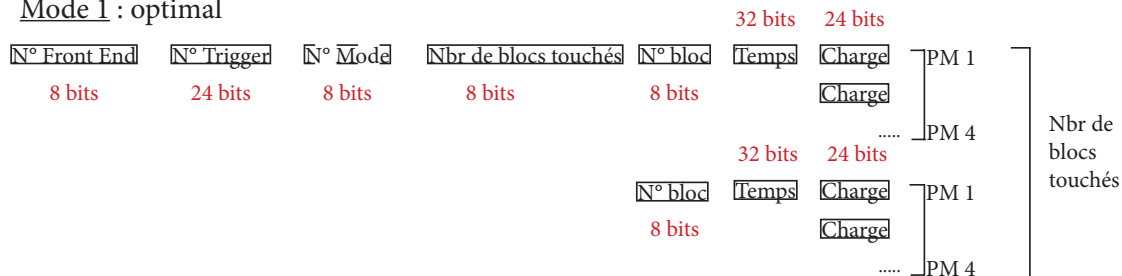 Mode 1 : optimal
32 bits 24 bits
N° Front End N° Trigger N° Mode Nbr de blocs touchés N° bloc Temps Charge PM 1
8 bits 24 bits 8 bits 8 bits 8 bits Charge
..... PM 4
Nbr de
blocs
touchés
32 bits 24 bits
N° bloc Temps Charge PM 1
8 bits Charge
..... PM 4